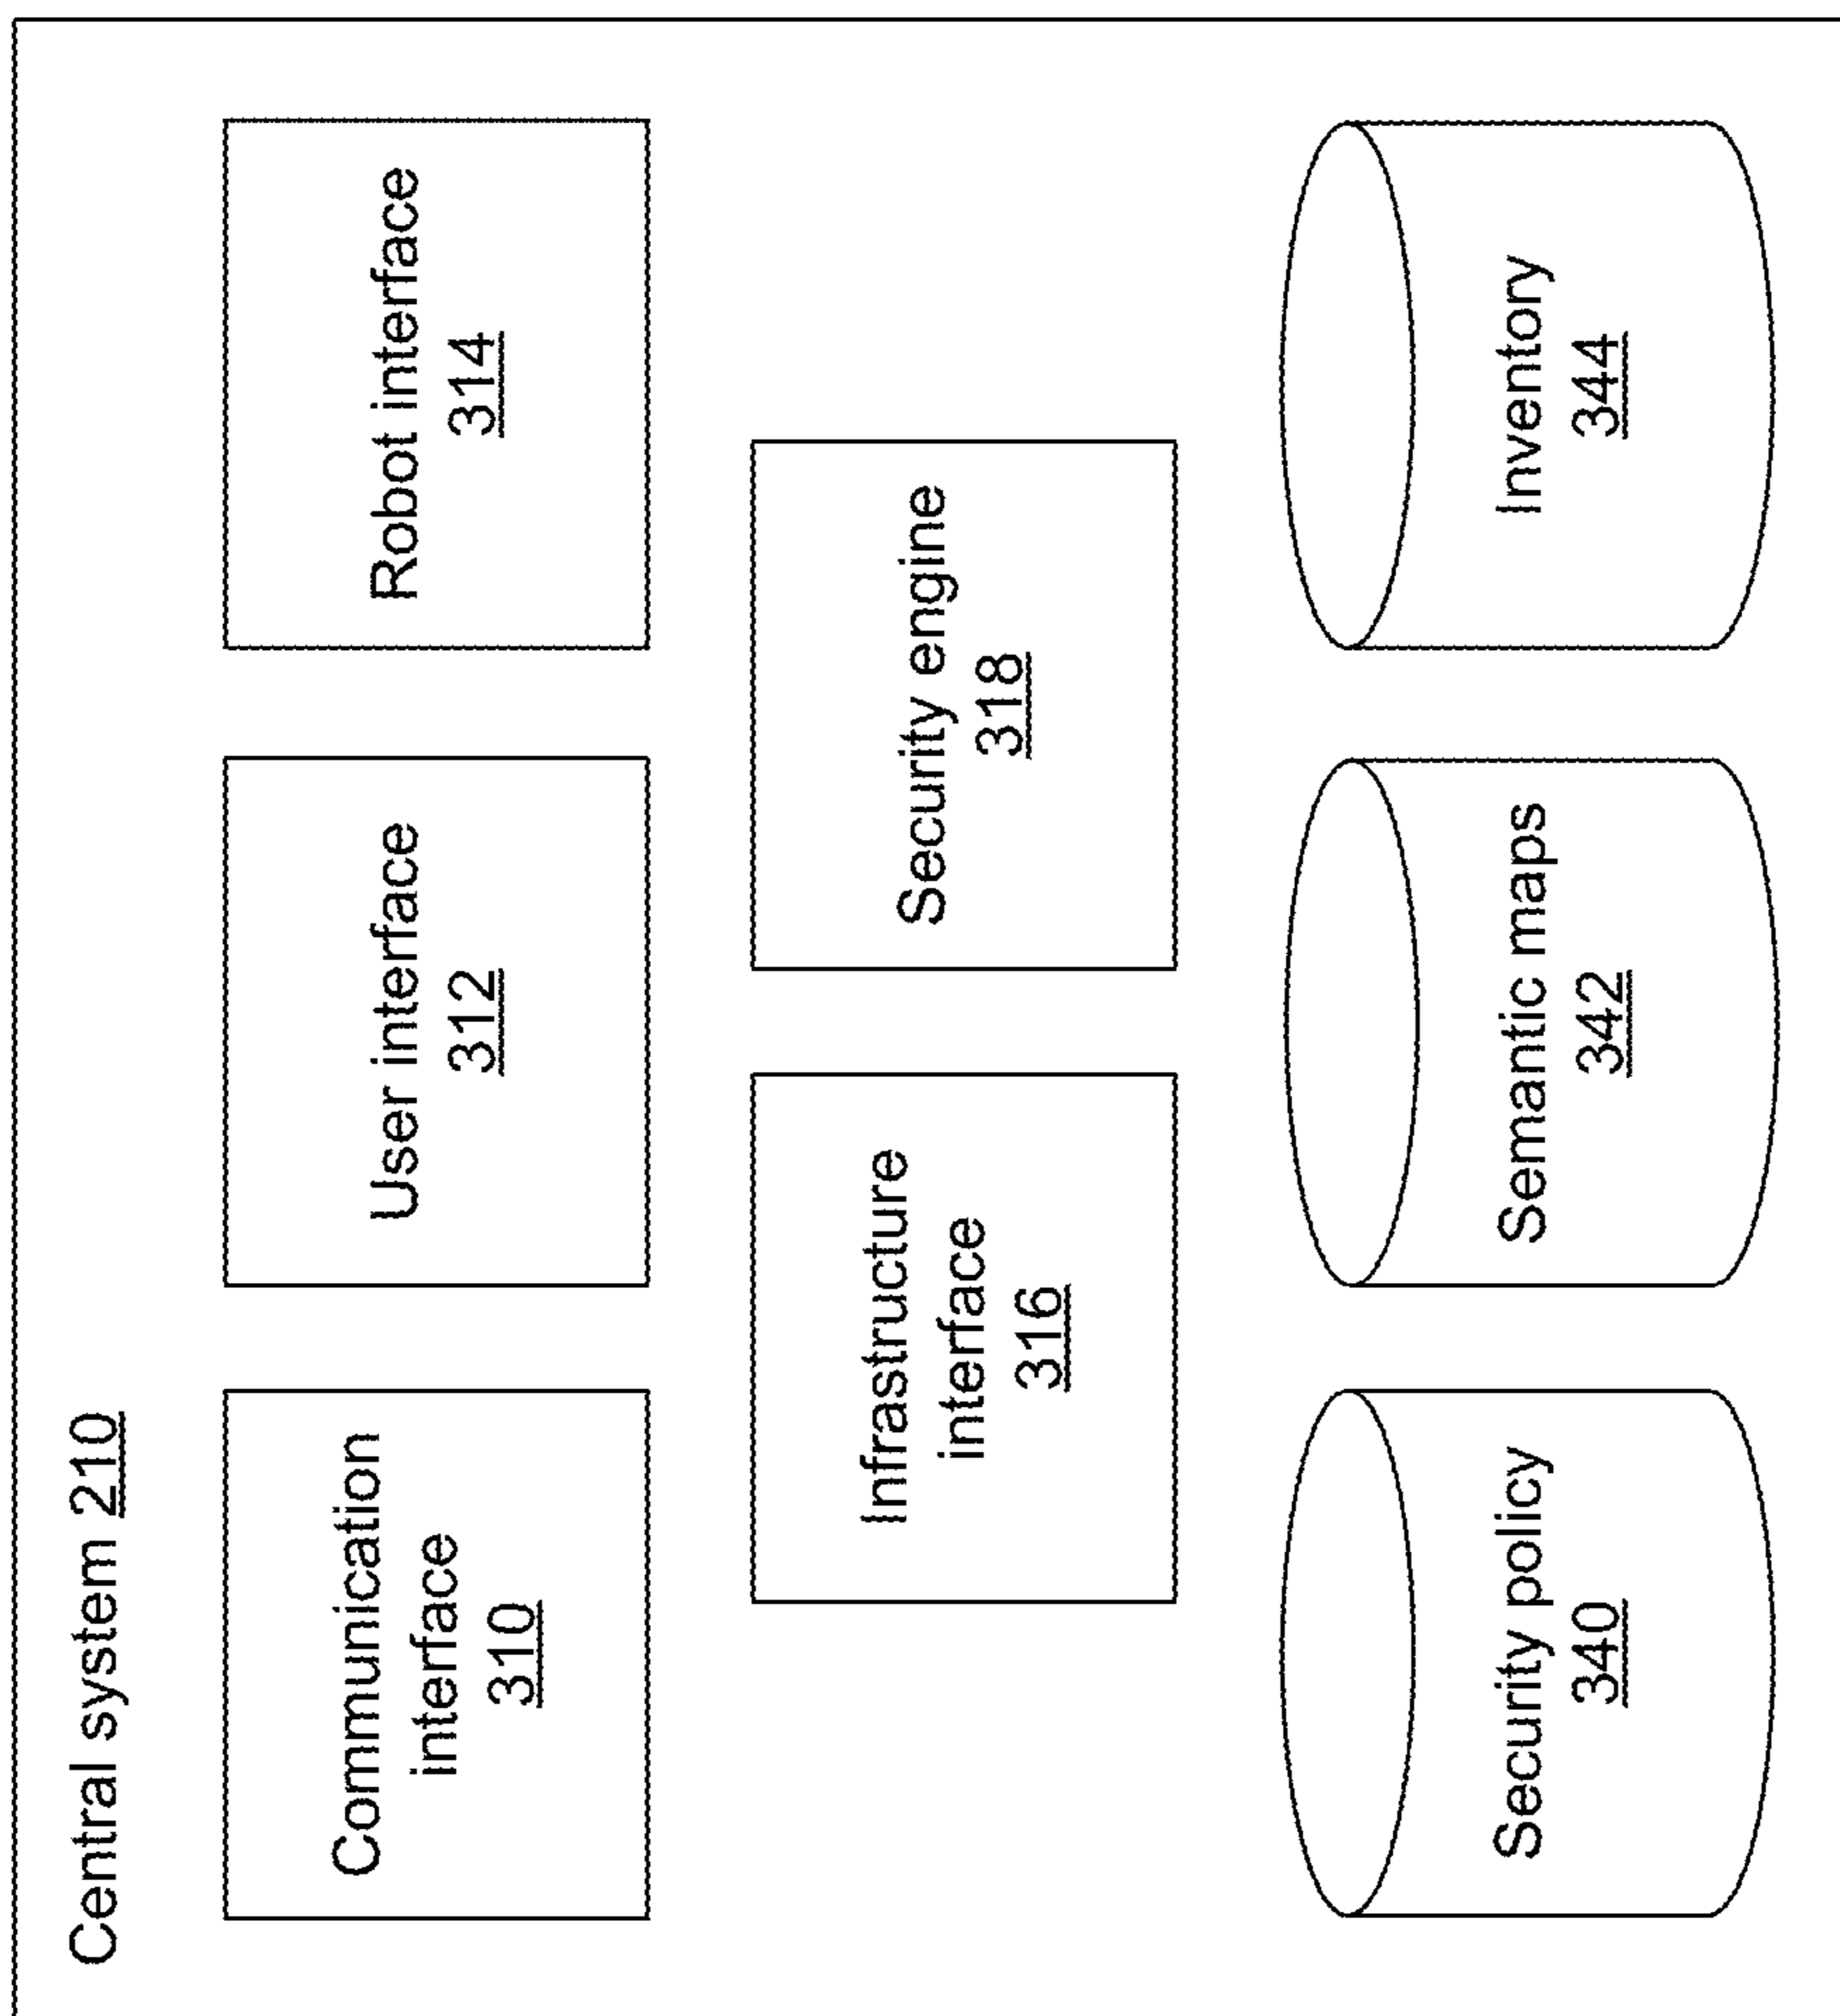 Central system 210
Communication
interface
310
User interface
312
Robot interface
314
Infrastructure
interface
316
Security engine
318
Security policy
340
Semantic maps
342
Inventory
344